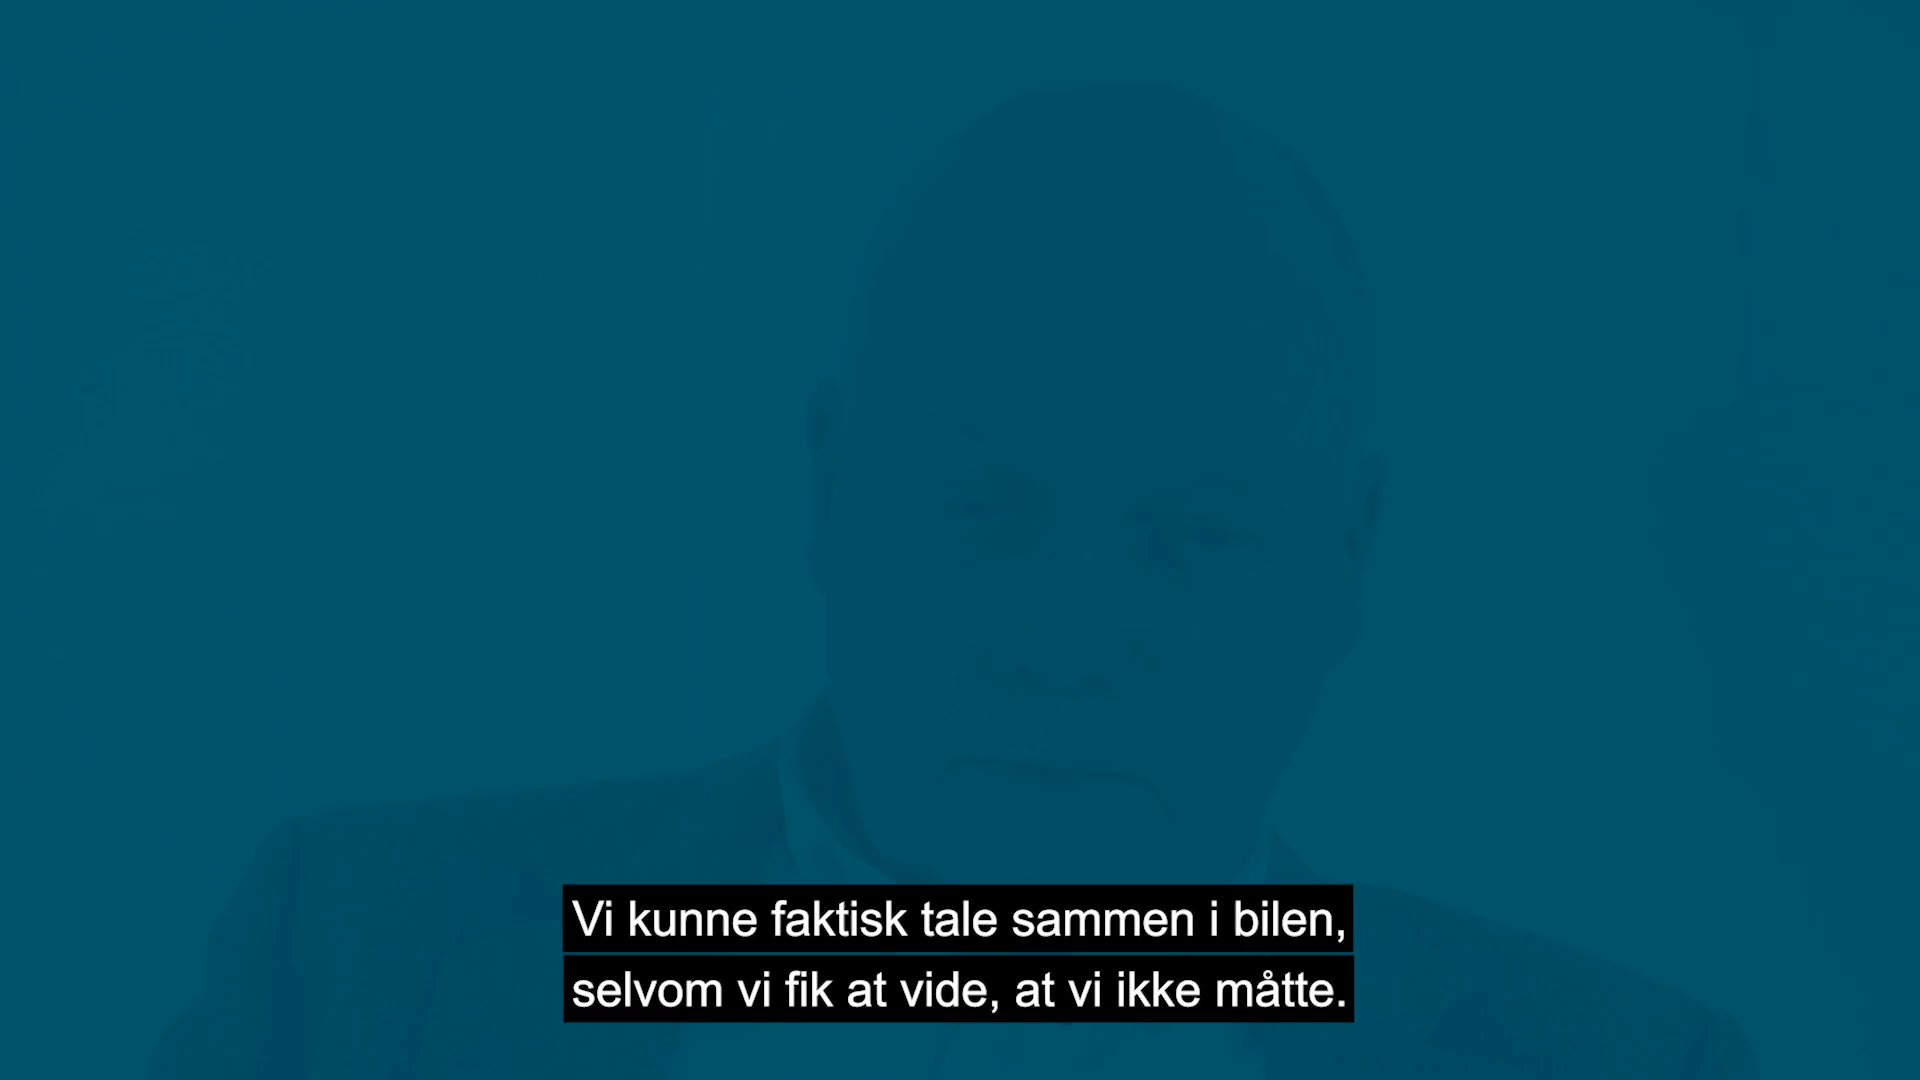 Vi kunne faktisk tale sammen i bilen,
selvom vi fik at vide, at vi ikke måtte.